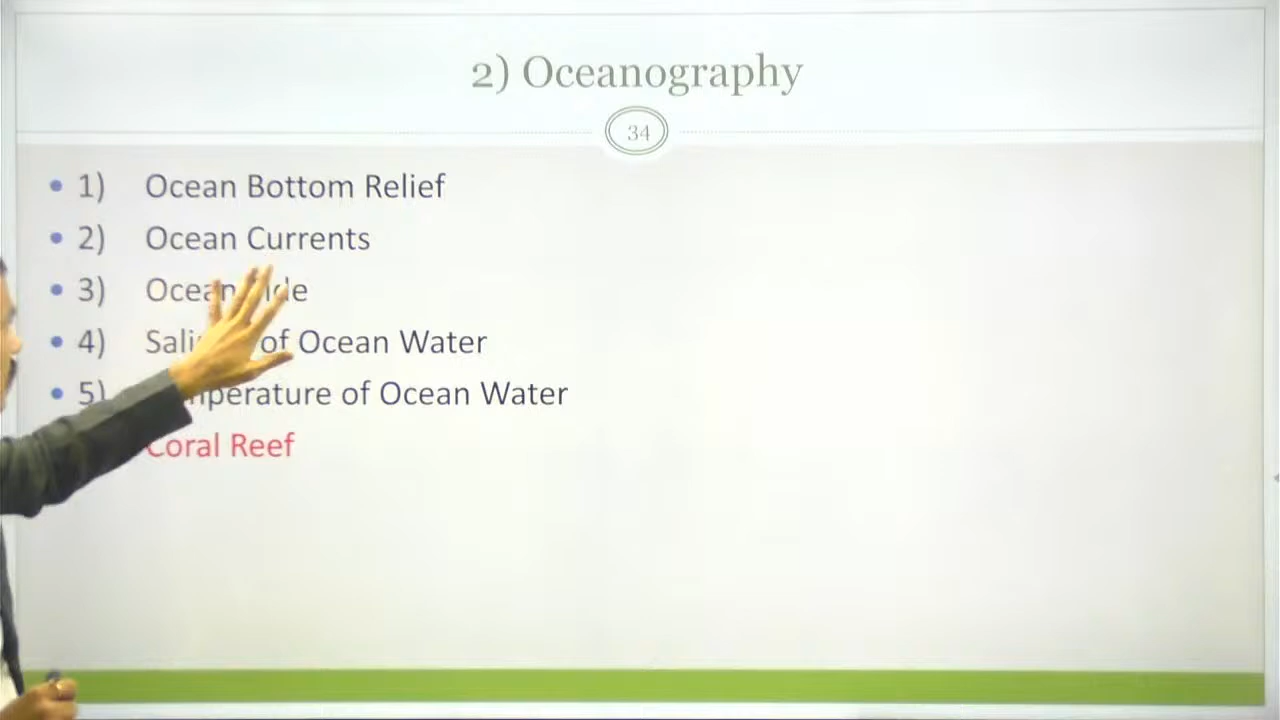 2) Oceanography
34
• 1) Ocean Bottom Relief
• 2) Ocean Currents
• 3) Ocean
• 4) of Ocean Water
• 5) of Ocean Water
Coral Reef